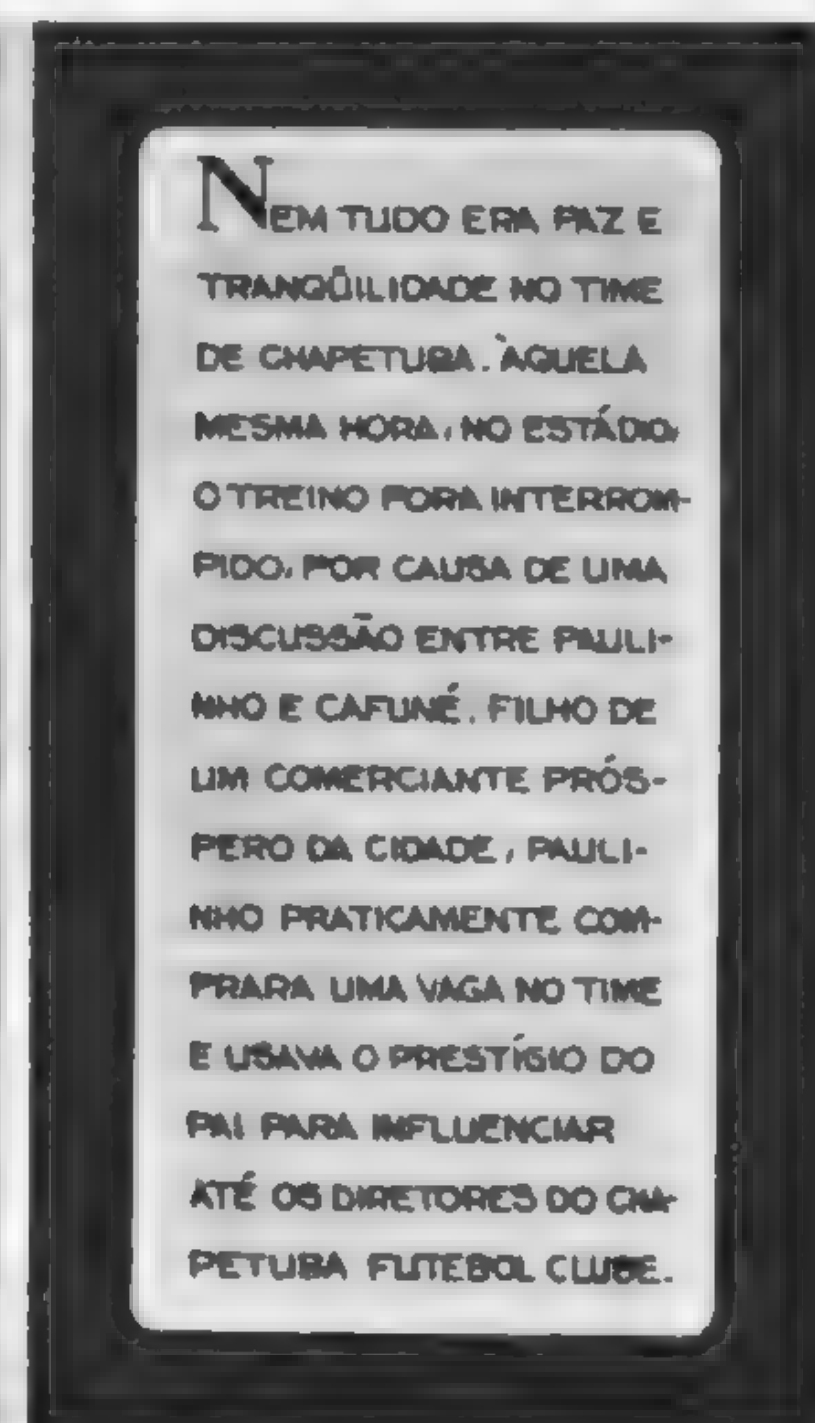 NEM TUDO ERA PAZ E
TRANQÜILIDADE NO TIME
DE CHAPETUBA. ÀQUELA
MESMA HORA, NO ESTÁDIO,
O TREINO FORA INTERROM-
PIDO, POR CAUSA DE UMA
DISCUSSÃO ENTRE PAULI-
NHO E CAFUNÉ. FILHO DE
UM COMERCIANTE PRÓS-
PERO DA CIDADE, PAULI-
NHO PRATICAMENTE COM-
PRARA UMA VAGA NO TIME
E USAVA O PRESTÍGIO DO
PAI PARA INFLUENCIAR
ATÉ OS DIRETORES DO CHA-
PETUBA FUTEBOL CLUBE.